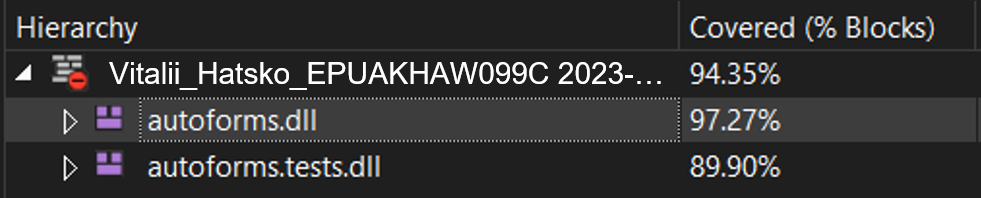 Hierarchy Covered (% Blocks)
Vitalii_Hatsko_EPUAKHAW099C 2023-... 94.35%
autoforms.dll 97.27%
autoforms.tests.dll 89.90%